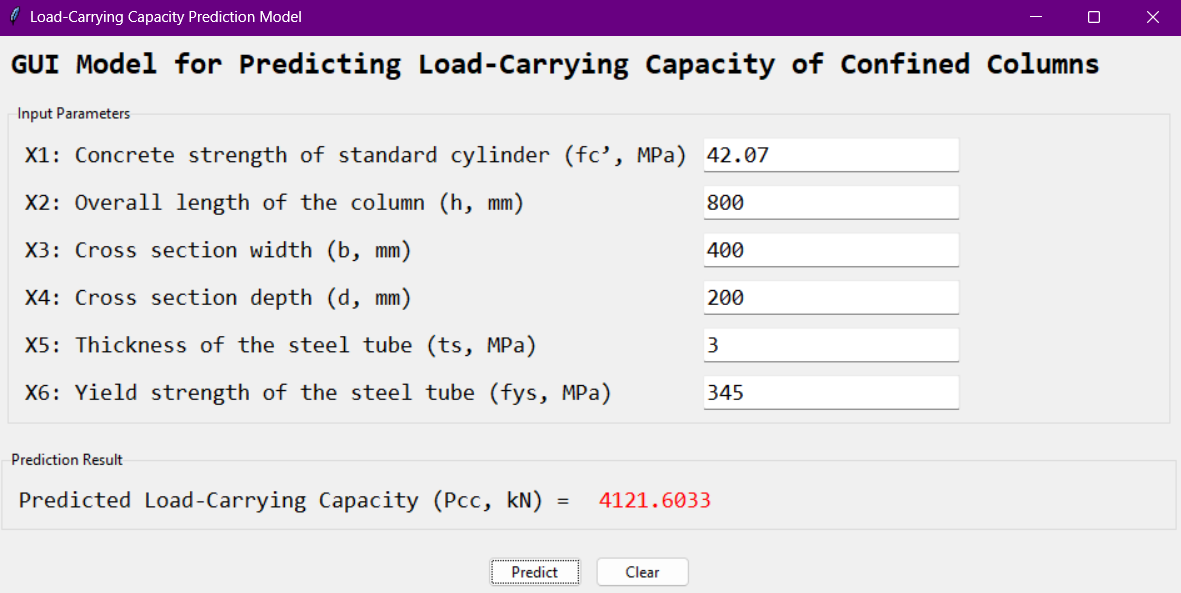 Load-Carrying Capacity Prediction Model
GUI Model for Predicting Load-Carrying Capacity of Confined Columns
Input Parameters
X1: Concrete strength of standard cylinder (fc’, MPa) 42.07
X2: Overall length of the column (h, mm) 800
X3: Cross section width (b, mm) 400
X4: Cross section depth (d, mm) 200
X5: Thickness of the steel tube (ts, MPa) 3
X6: Yield strength of the steel tube (fys, MPa) 345
Prediction Result
Predicted Load-Carrying Capacity (Pcc, kN) = 4121.6033
Predict Clear